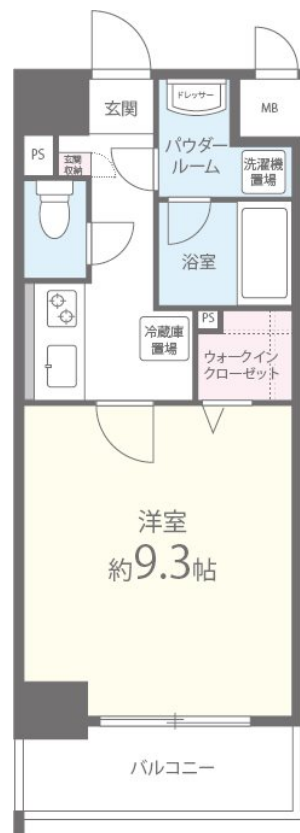 玄関
ドレッサー
MB
PS
玄関
収納
パウダー
ルーム
洗濯機
置場
浴室
PS
冷蔵庫
置場
ウォークイン
クローゼット
洋室
約9.3帖
バルコニー